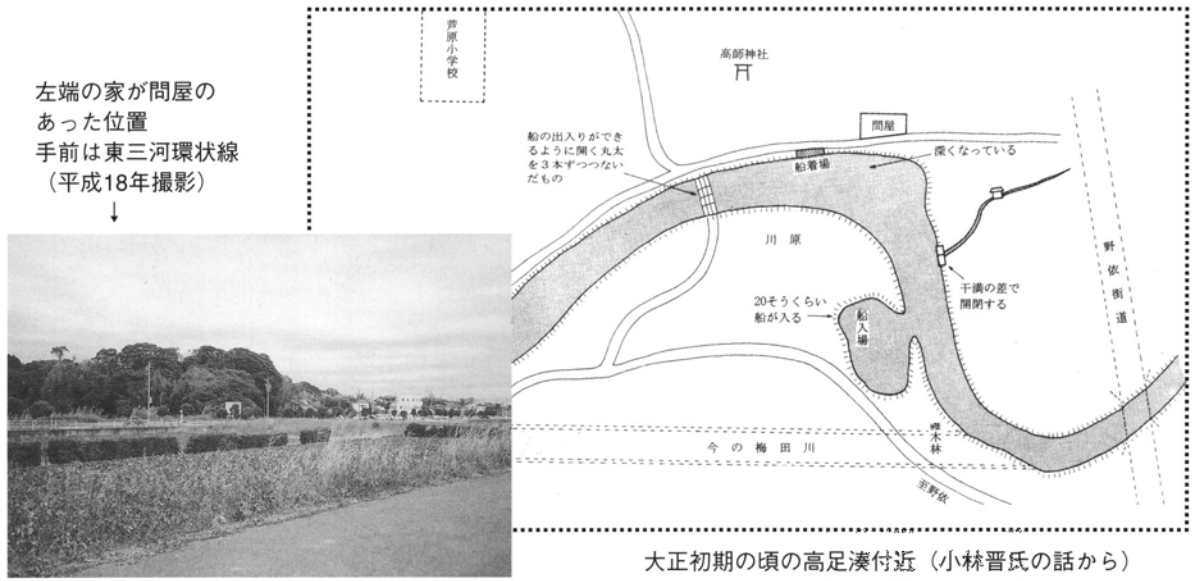 左端の家が問屋の
あった位置
手前は東三河環状線
（平成18年撮影）
↓
芦原小学校
高師神社
問屋
船の出入りができ
るように開く丸太
を３本ずつつない
だもの
船着場
深くなっている
川原
野依街道
干満の差で
開閉する
20そうくらい
船が入る
船入場
今の梅田川
木林
至野依
大正初期の頃の高足湊付近（小林晋氏の話から）